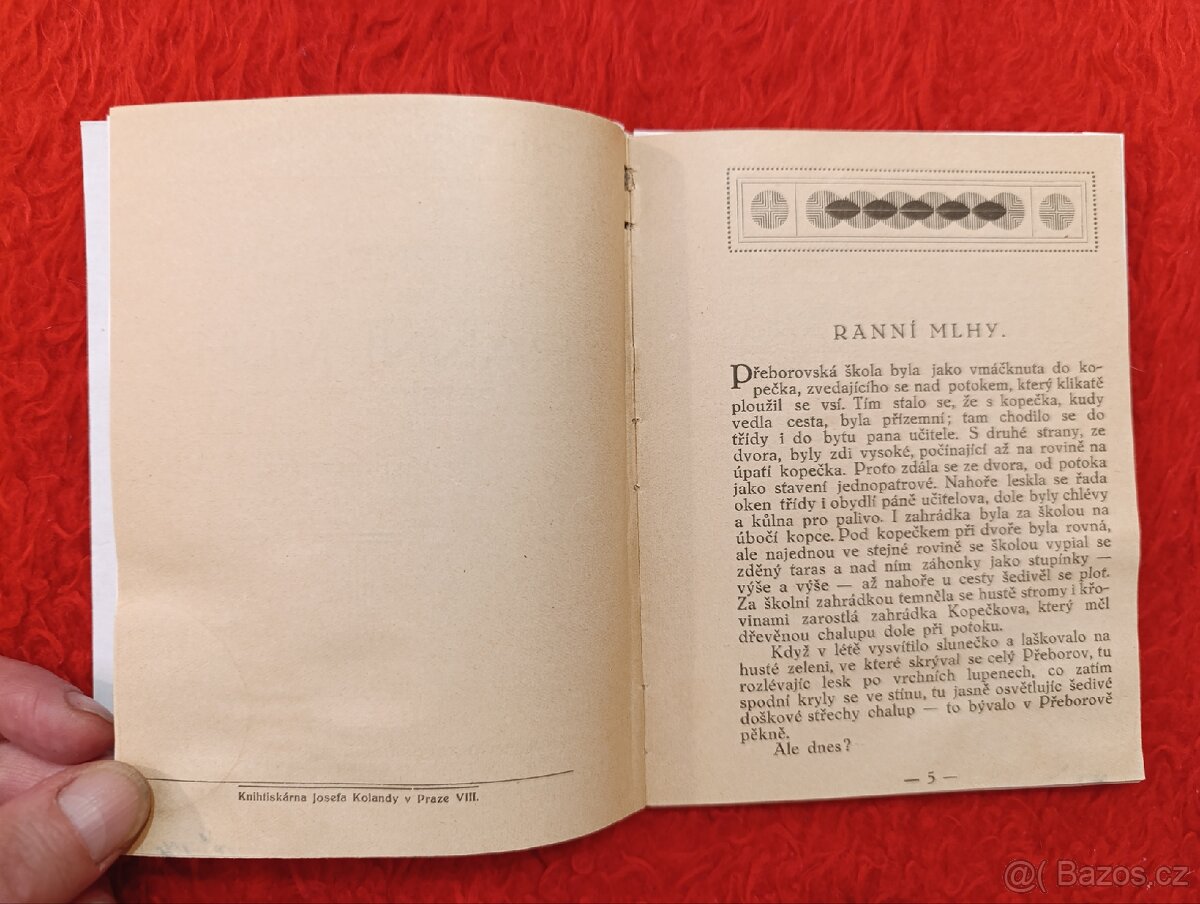 Knihtiskárna Josefa Kolandy v Praze VIII.
RANNÍ MLHY.
Přeborovská škola byla jako vmáčknuta do ko-
pečka, zvedajícího se nad potokem, který klikatě
ploužil se vsí. Tím stalo se, že s kopečka, kudy
vedla cesta, byla přízemní; tam chodilo se do
třídy i do bytu pana učitele. S druhé strany, ze
dvora, byly zdi vysoké, počínající až na rovině na
úpatí kopečka. Proto zdála se ze dvora, od potoka
jako stavení jednopatrové. Nahoře leskla se řada
oken třídy i obydlí páně učitelova, dole byly chlévy
a kůlna pro palivo. I zahrádka byla za školou na
úbočí kopce. Pod kopečkem při dvoře byla rovná,
ale najednou ve stejné rovině se školou vypial se
zděný taras a nad ním záhonky jako stupínky —
výše a výše — až nahoře u cesty šedivěl se plot.
Za školní zahrádkou temněla se hustě stromy i křo-
vinami zarostlá zahrádka Kopečkova, který měl
dřevěnou chalupu dole při potoku.
Když v létě vysvítilo slunečko a laškovalo na
husté zeleni, ve které skrýval se celý Přeborov, tu
rozlévajíc lesk po vrchních lupenech, co zatím
spodní kryly se ve stínu, tu jasně osvětlujíc šedivé
doškové střechy chalup — to bývalo v Přeborově
pěkně.
Ale dnes?
— 5 —
@( Bazos.cz